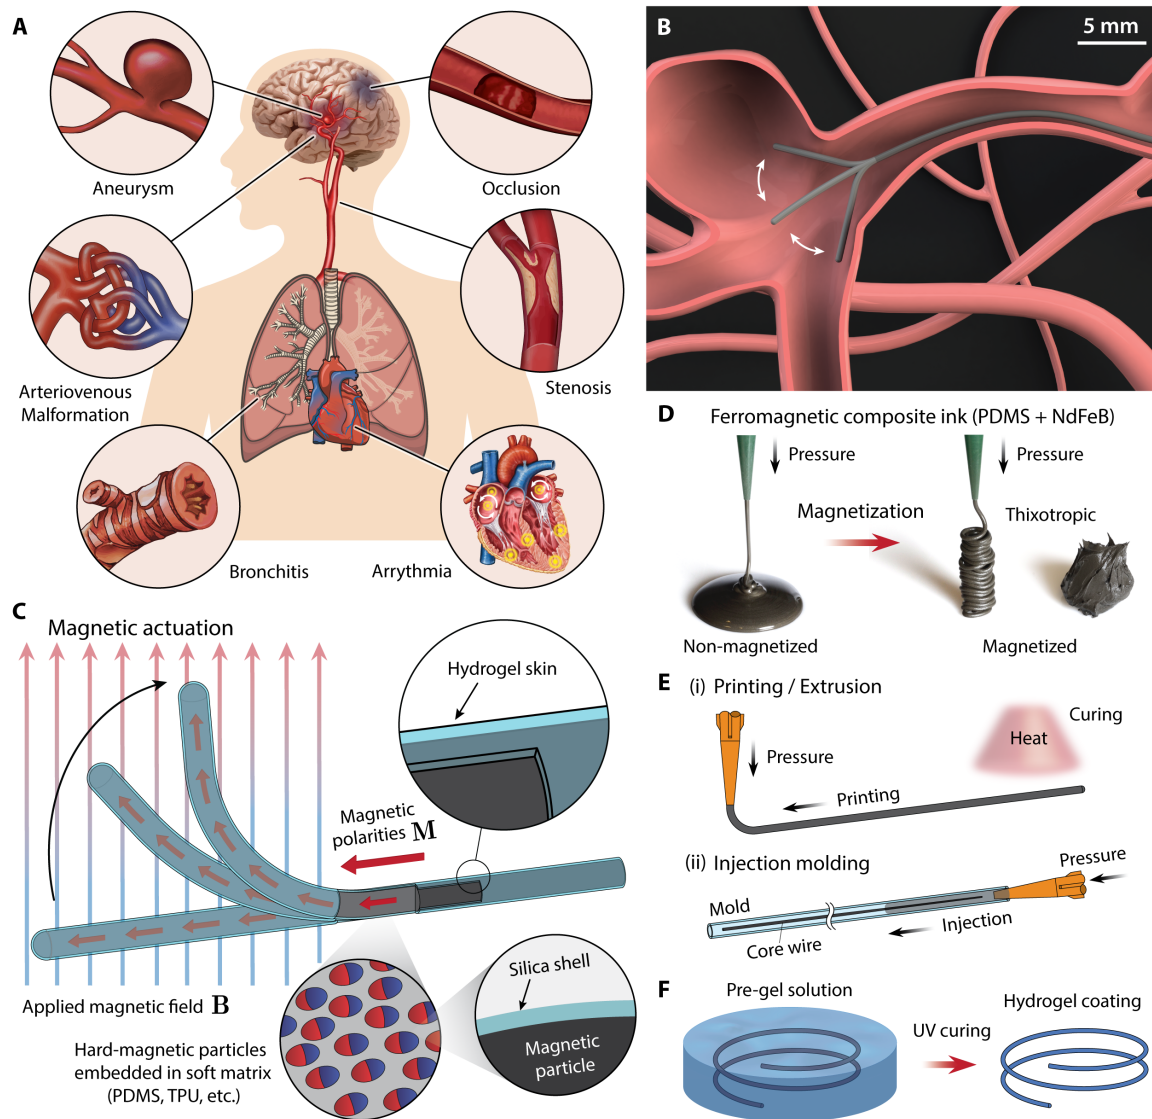 A
Aneurysm
Occlusion
Arteriovenous
Malformation
Stenosis
Bronchitis
Arrythmia
B
5 mm
C
Magnetic actuation
Hydrogel skin
Magnetic
polarities M
Applied magnetic field B
Hard-magnetic particles
embedded in soft matrix
(PDMS, TPU, etc.)
Silica shell
Magnetic
particle
D
Ferromagnetic composite ink (PDMS + NdFeB)
Pressure
Pressure
Magnetization
Thixotropic
Non-magnetized
Magnetized
E
(i) Printing / Extrusion
Curing
Heat
Pressure
Printing
(ii) Injection molding
Pressure
Mold
Injection
Core wire
F
Pre-gel solution
Hydrogel coating
UV curing